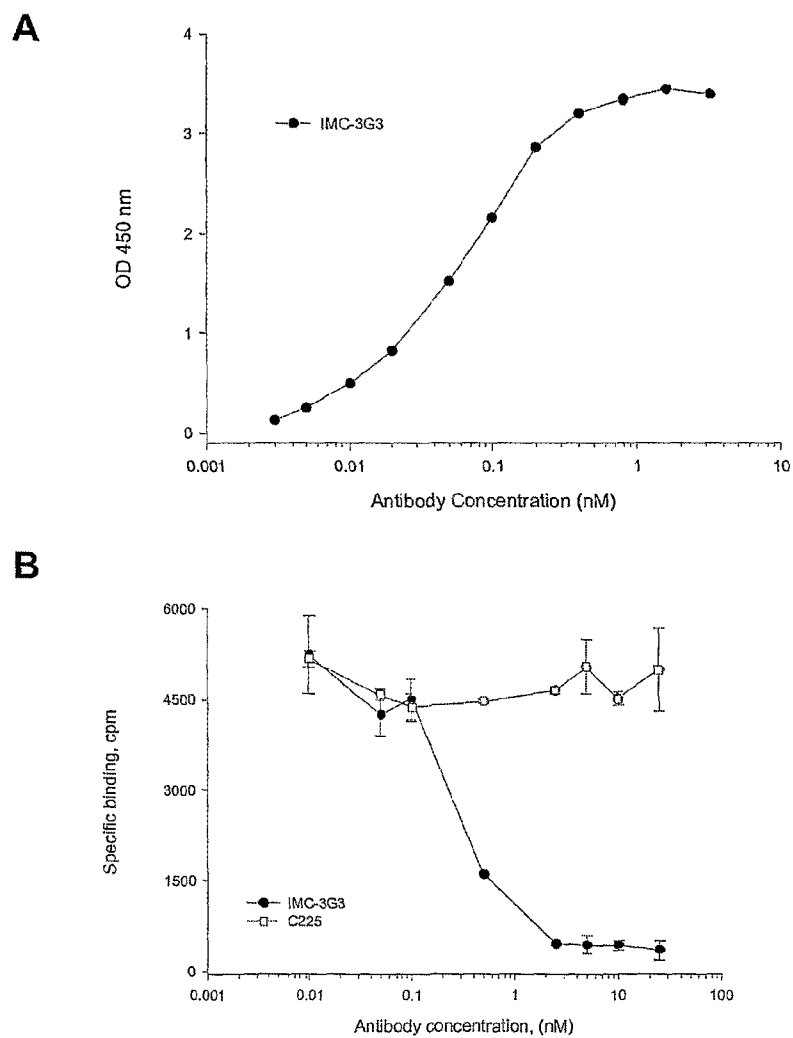 A
4
3
2
1
0
OD 450 nm
IMC-3G3
0.001 0.01 0.1 1 10
Antibody Concentration (nM)
B
6000
4500
3000
1500
0
Specific binding, cpm
IMC-3G3
C225
0.001 0.01 0.1 1 10 100
Antibody concentration, (nM)